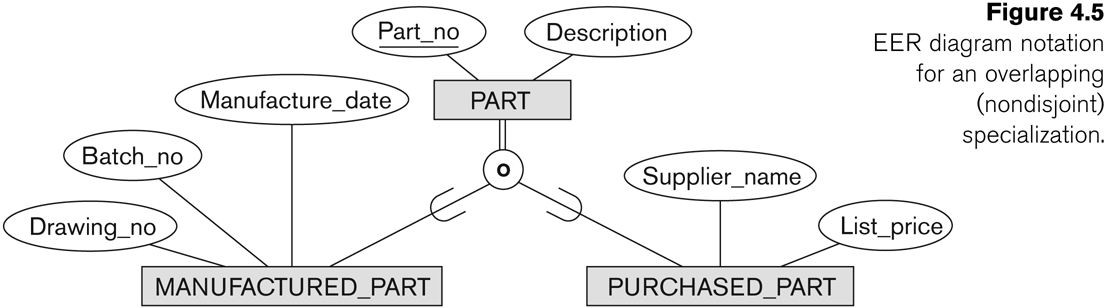 Figure 4.5
EER diagram notation
for an overlapping
(nondisjoint)
specialization.
Part_no
Description
PART
Manufacture_date
Batch_no
o
Supplier_name
Drawing_no
List_price
MANUFACTURED_PART
PURCHASED_PART